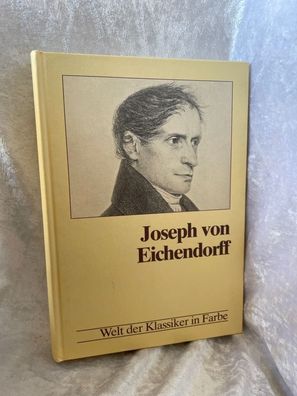 Joseph von
Eichendorff
Welt der Klassiker in Farbe